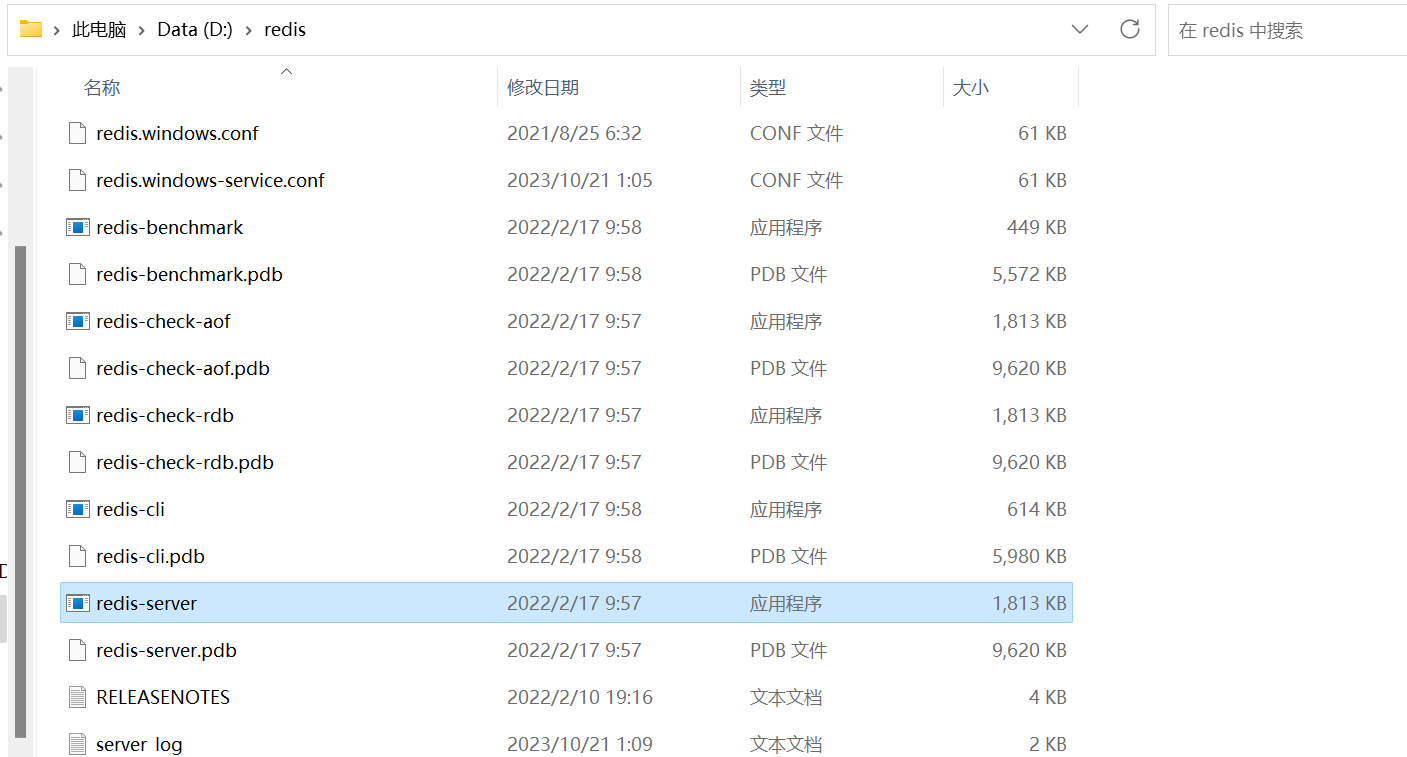 此电脑 › Data (D:) › redis
在 redis 中搜索
名称 修改日期 类型 大小
redis.windows.conf 2021/8/25 6:32 CONF 文件 61 KB
redis.windows-service.conf 2023/10/21 1:05 CONF 文件 61 KB
redis-benchmark 2022/2/17 9:58 应用程序 449 KB
redis-benchmark.pdb 2022/2/17 9:58 PDB 文件 5,572 KB
redis-check-aof 2022/2/17 9:57 应用程序 1,813 KB
redis-check-aof.pdb 2022/2/17 9:57 PDB 文件 9,620 KB
redis-check-rdb 2022/2/17 9:57 应用程序 1,813 KB
redis-check-rdb.pdb 2022/2/17 9:57 PDB 文件 9,620 KB
redis-cli 2022/2/17 9:58 应用程序 614 KB
redis-cli.pdb 2022/2/17 9:58 PDB 文件 5,980 KB
redis-server 2022/2/17 9:57 应用程序 1,813 KB
redis-server.pdb 2022/2/17 9:57 PDB 文件 9,620 KB
RELEASENOTES 2022/2/10 19:16 文本文档 4 KB
server_log 2023/10/21 1:09 文本文档 2 KB